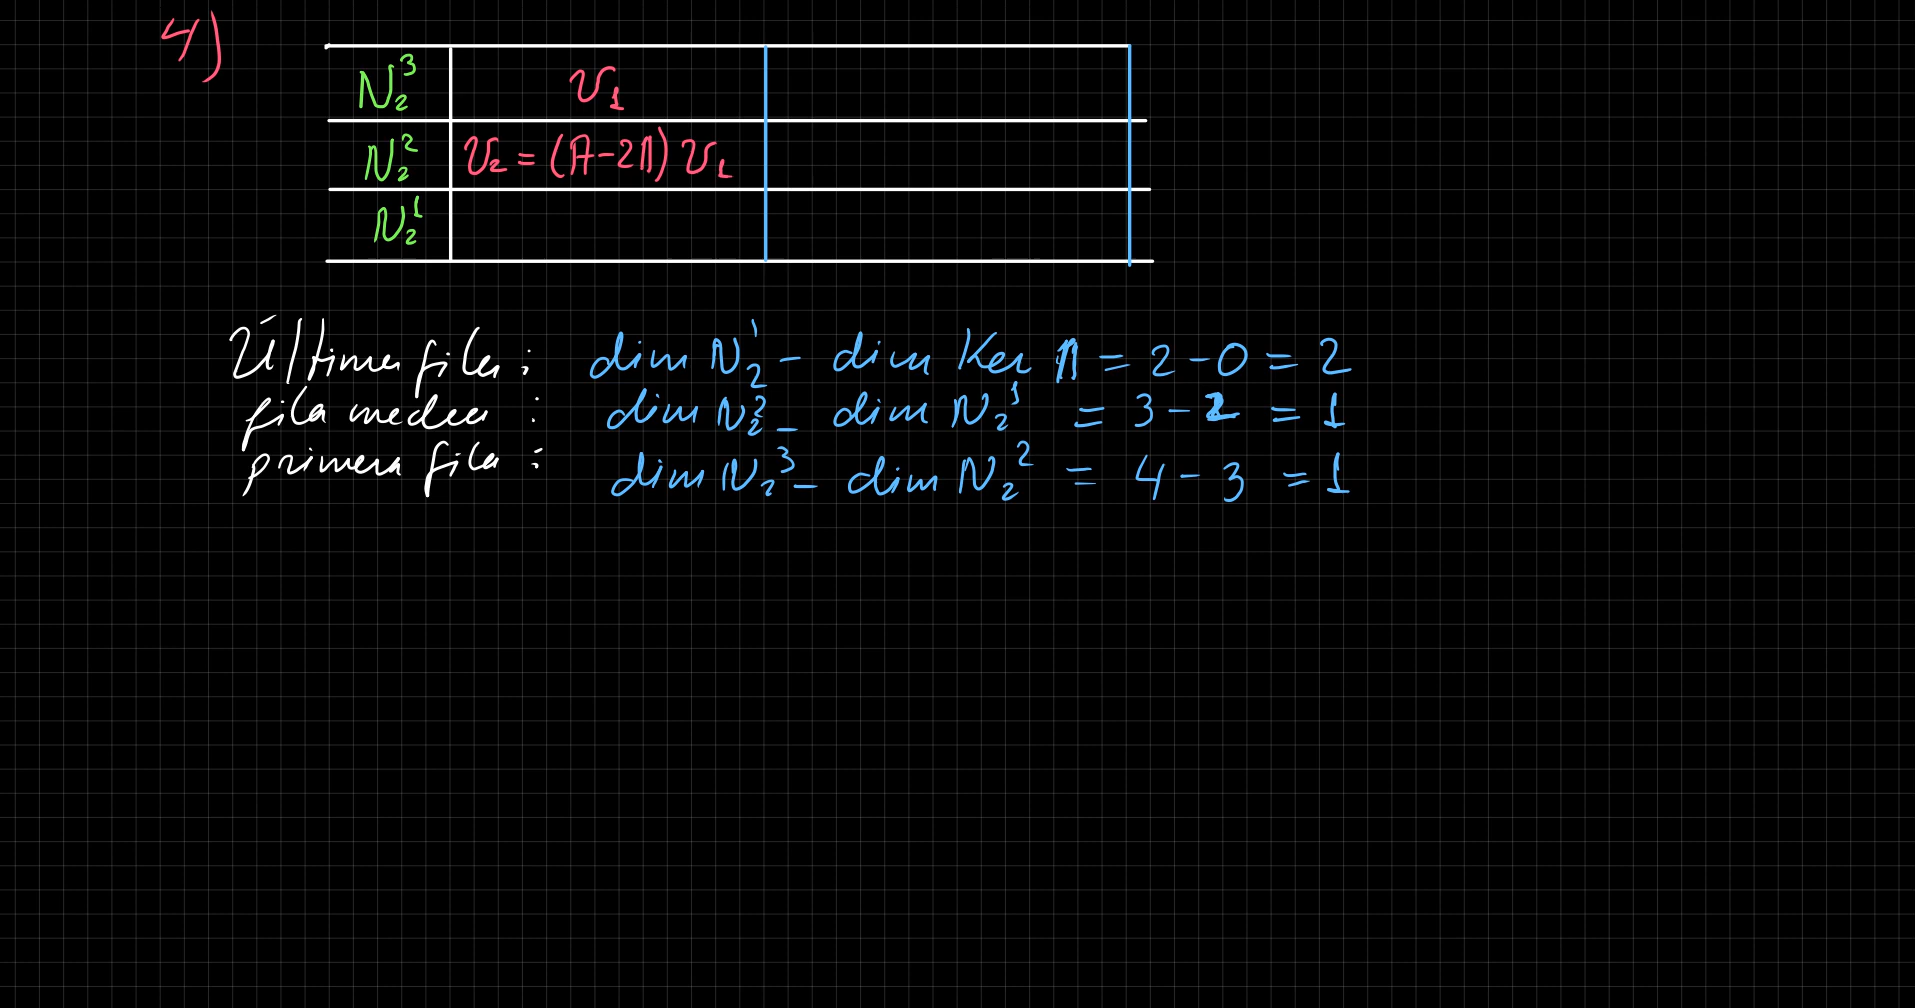 4)
N₂³ v₁
N₂² v₂ = (A-2𝟙) v₁
N₂¹
Última fila: dim N₂¹ - dim Ker 𝟙 = 2 - 0 = 2
fila media: dim N₂² - dim N₂¹ = 3 - 2 = 1
primera fila: dim N₂³ - dim N₂² = 4 - 3 = 1